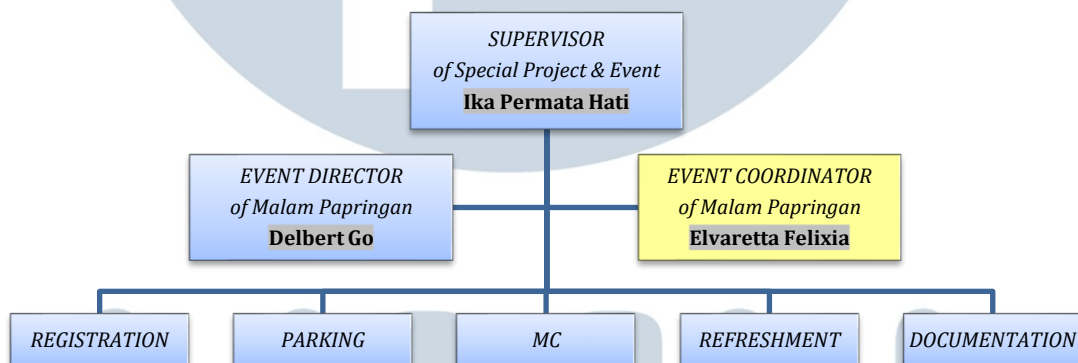 SUPERVISOR
of Special Project & Event
Ika Permata Hati
EVENT DIRECTOR
of Malam Papringan
Delbert Go
EVENT COORDINATOR
of Malam Papringan
Elvaretta Felixia
REGISTRATION
PARKING
MC
REFRESHMENT
DOCUMENTATION